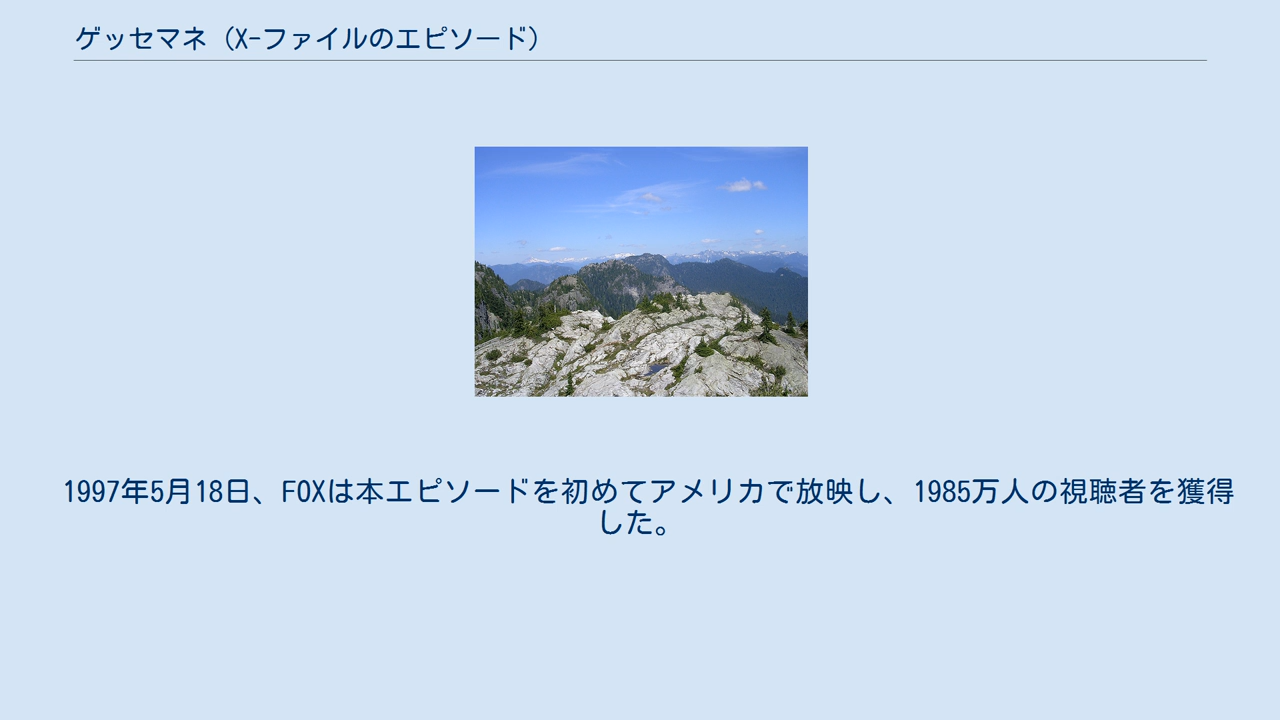 ゲッセマネ（X-ファイルのエピソード）
1997年5月18日、FOXは本エピソードを初めてアメリカで放映し、1985万人の視聴者を獲得
した。